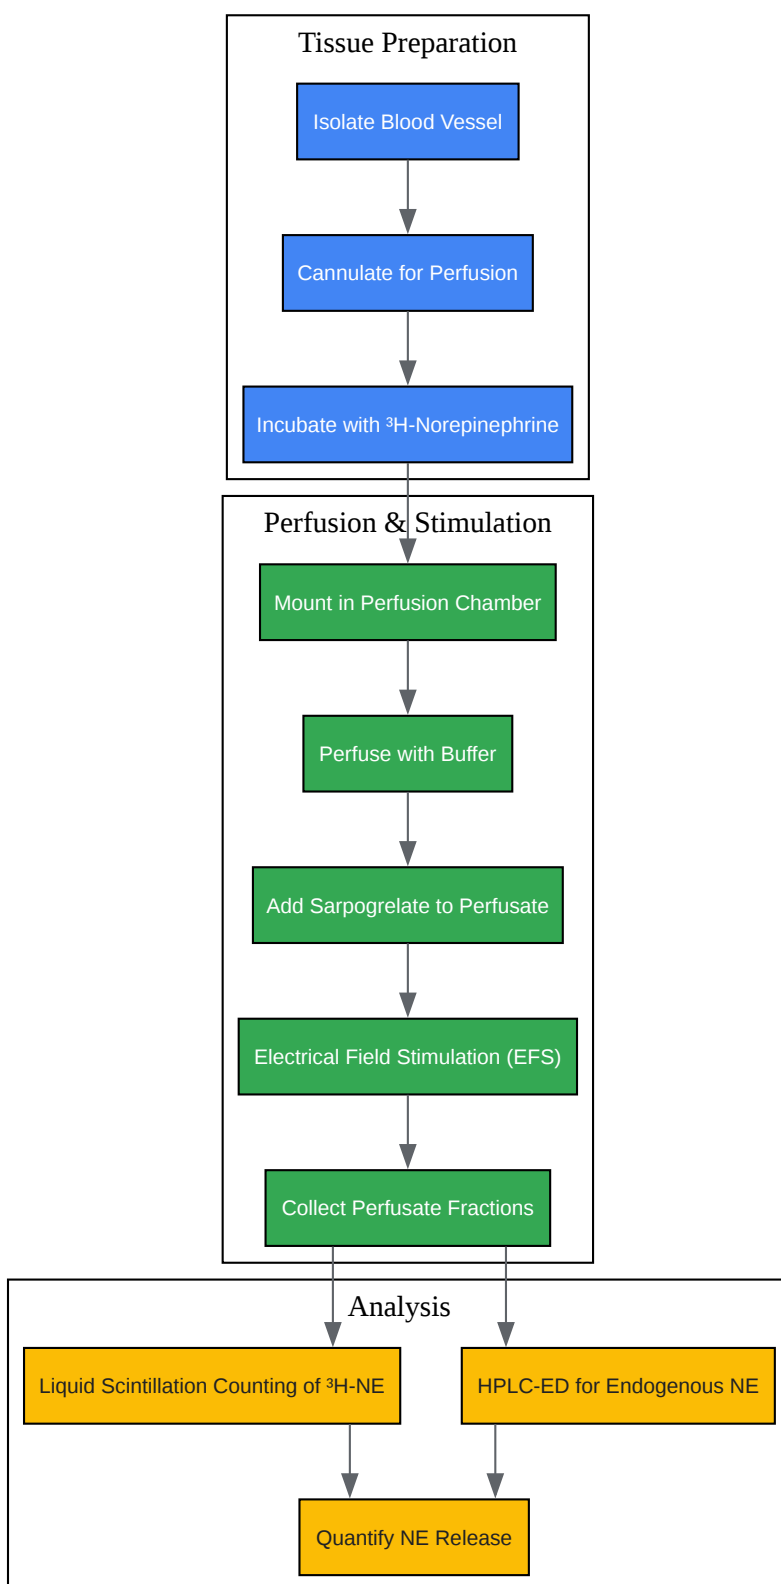 Tissue Preparation
Isolate Blood Vessel
Cannulate for Perfusion
Incubate with ³H-Norepinephrine
Perfusion & Stimulation
Mount in Perfusion Chamber
Perfuse with Buffer
Add Sarpogrelate to Perfusate
Electrical Field Stimulation (EFS)
Collect Perfusate Fractions
Analysis
Liquid Scintillation Counting of ³H-NE
HPLC-ED for Endogenous NE
Quantify NE Release